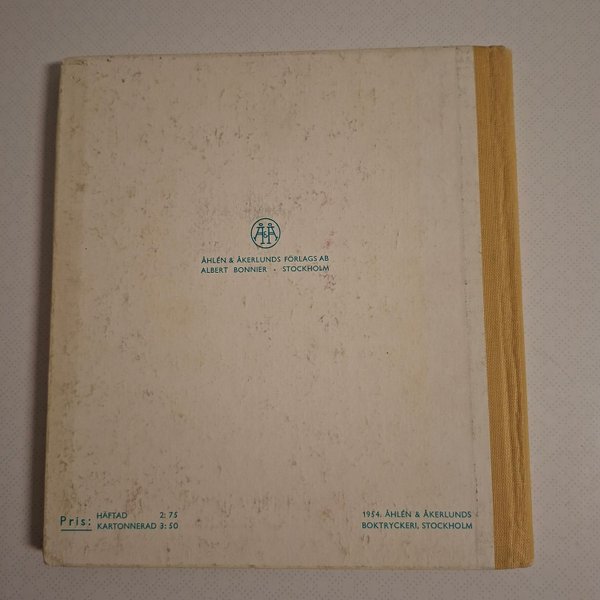 Å&Å
ÅHLÉN & ÅKERLUNDS FÖRLAGS AB
ALBERT BONNIER · STOCKHOLM
Pris: HÄFTAD 2:75
KARTONNERAD 3:50
1954. ÅHLÉN & ÅKERLUNDS
BOKTRYCKERI, STOCKHOLM